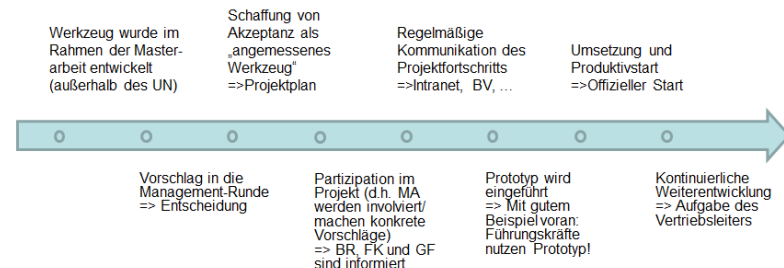 Werkzeug wurde im
Rahmen der Master-
arbeit entwickelt
(außerhalb des UN)
Schaffung von
Akzeptanz als
„angemessenes
Werkzeug“
=>Projektplan
Regelmäßige
Kommunikation des
Projektfortschritts
=>Intranet, BV, ...
Umsetzung und
Produktivstart
=>Offizieller Start
Vorschlag in die
Management-Runde
=> Entscheidung
Partizipation im
Projekt (d.h. MA
werden involviert/
machen konkrete
Vorschläge)
=> BR, FK und GF
sind informiert
Prototyp wird
eingeführt
=> Mit gutem
Beispiel voran:
Führungskräfte
nutzen Prototyp!
Kontinuierliche
Weiterentwicklung
=> Aufgabe des
Vertriebsleiters